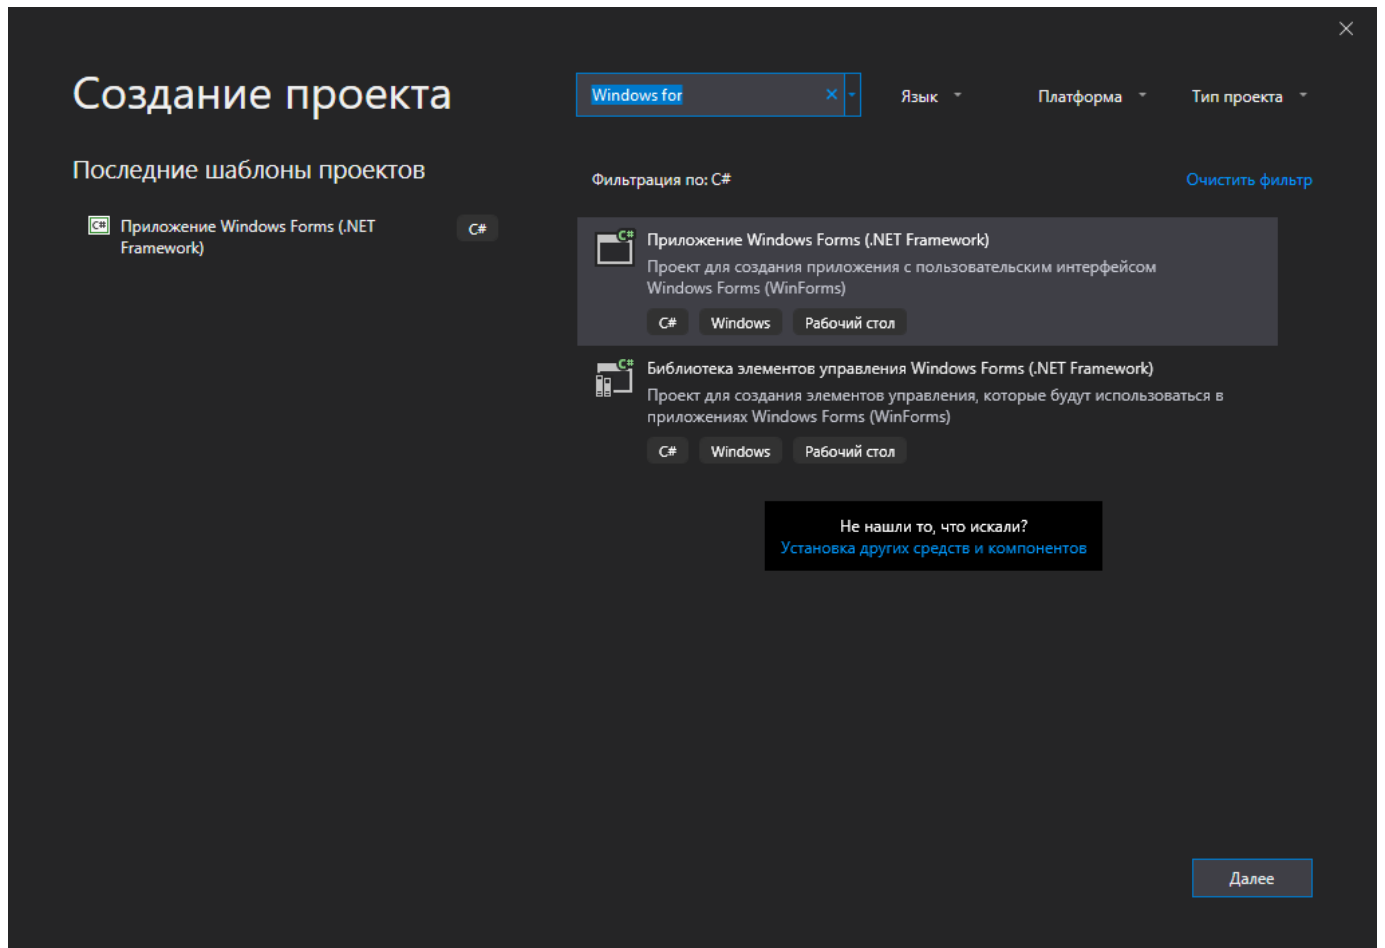 Создание проекта
Windows for
Язык
Платформа
Тип проекта
Последние шаблоны проектов
C#
Приложение Windows Forms (.NET
Framework)
C#
Фильтрация по: C#
Очистить фильтр
C#
Приложение Windows Forms (.NET Framework)
Проект для создания приложения с пользовательским интерфейсом
Windows Forms (WinForms)
C# Windows Рабочий стол
C#
Библиотека элементов управления Windows Forms (.NET Framework)
Проект для создания элементов управления, которые будут использоваться в
приложениях Windows Forms (WinForms)
C# Windows Рабочий стол
Не нашли то, что искали?
Установка других средств и компонентов
Далее